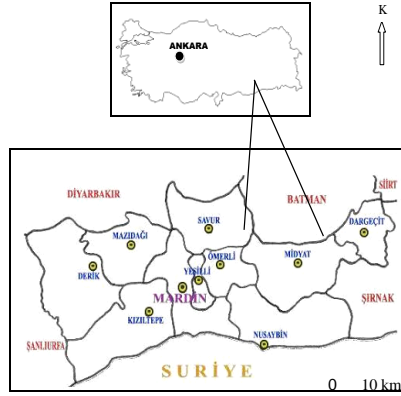 K
ANKARA
SİİRT
DİYARBAKIR
BATMAN
SAVUR
DARGEÇİT
MAZIDAĞI
ÖMERLİ
MİDYAT
DERİK
YEŞİLLİ
MARDİN
ŞIRNAK
KIZILTEPE
NUSAYBİN
ŞANLIURFA
SURİYE
0 10 km